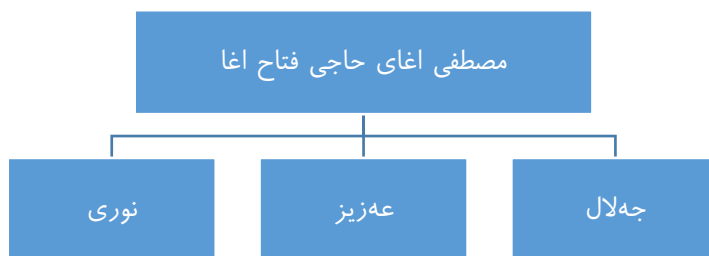 مصطفی اغای حاجی فتاح اغا
جەلال
عەزیز
نوری